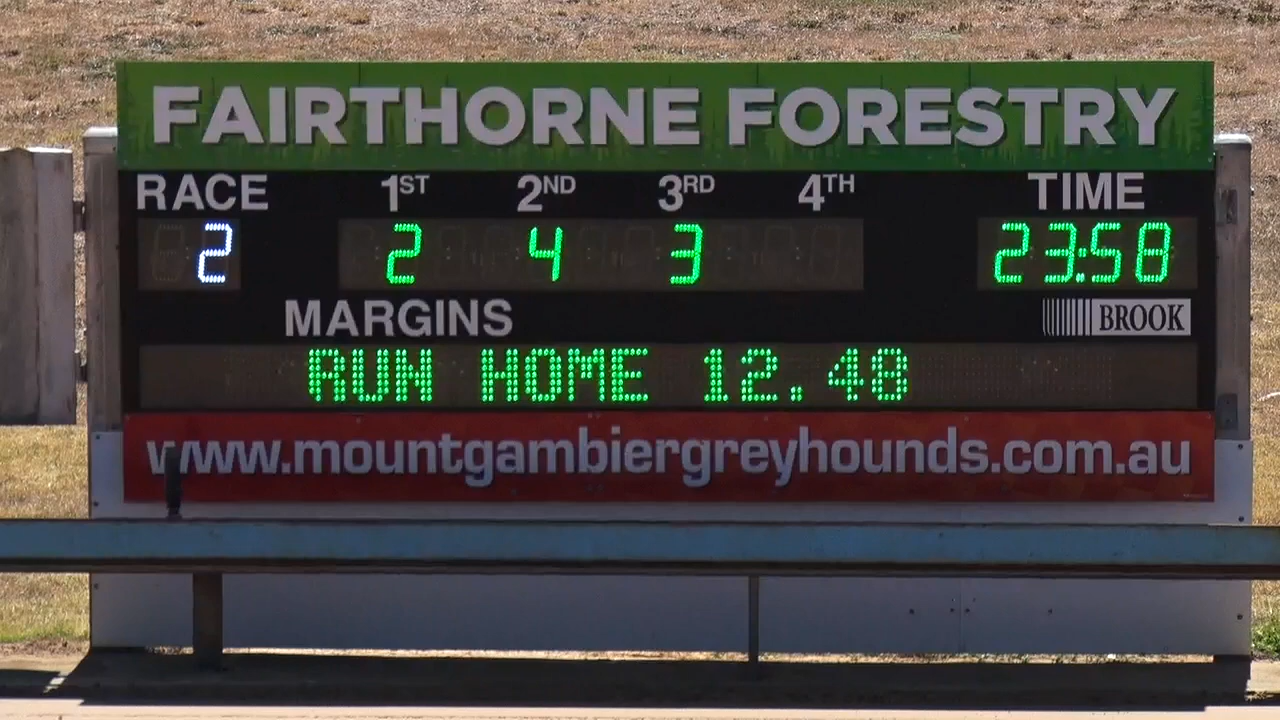 FAIRTHORNE FORESTRY
RACE 1ST 2ND 3RD 4TH TIME
2 2 4 3 23:58
MARGINS BROOK
RUN HOME 12.48
www.mountgambiergreyhounds.com.au